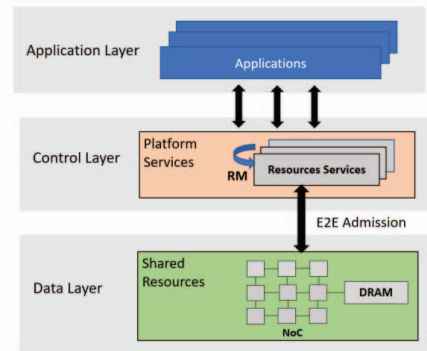 Application Layer
Applications
Control Layer
Platform
Services
RM
Resources Services
E2E Admission
Data Layer
Shared
Resources
DRAM
NoC